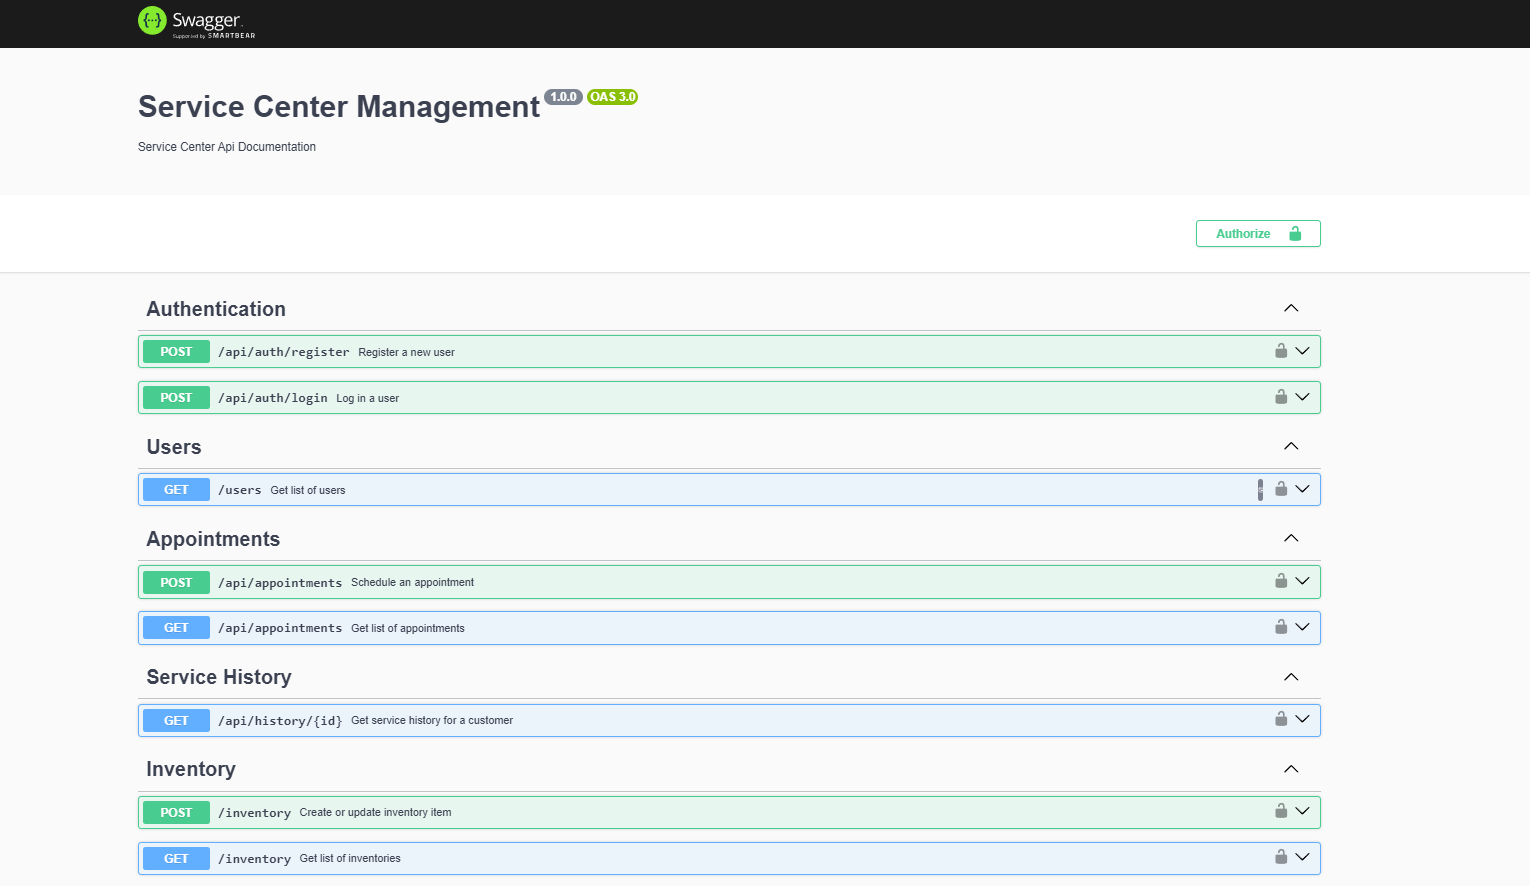 Swagger.
Supported by SMARTBEAR
Service Center Management 1.0.0 OAS 3.0
Service Center Api Documentation
Authorize
Authentication
POST /api/auth/register Register a new user
POST /api/auth/login Log in a user
Users
GET /users Get list of users
Appointments
POST /api/appointments Schedule an appointment
GET /api/appointments Get list of appointments
Service History
GET /api/history/{id} Get service history for a customer
Inventory
POST /inventory Create or update inventory item
GET /inventory Get list of inventories